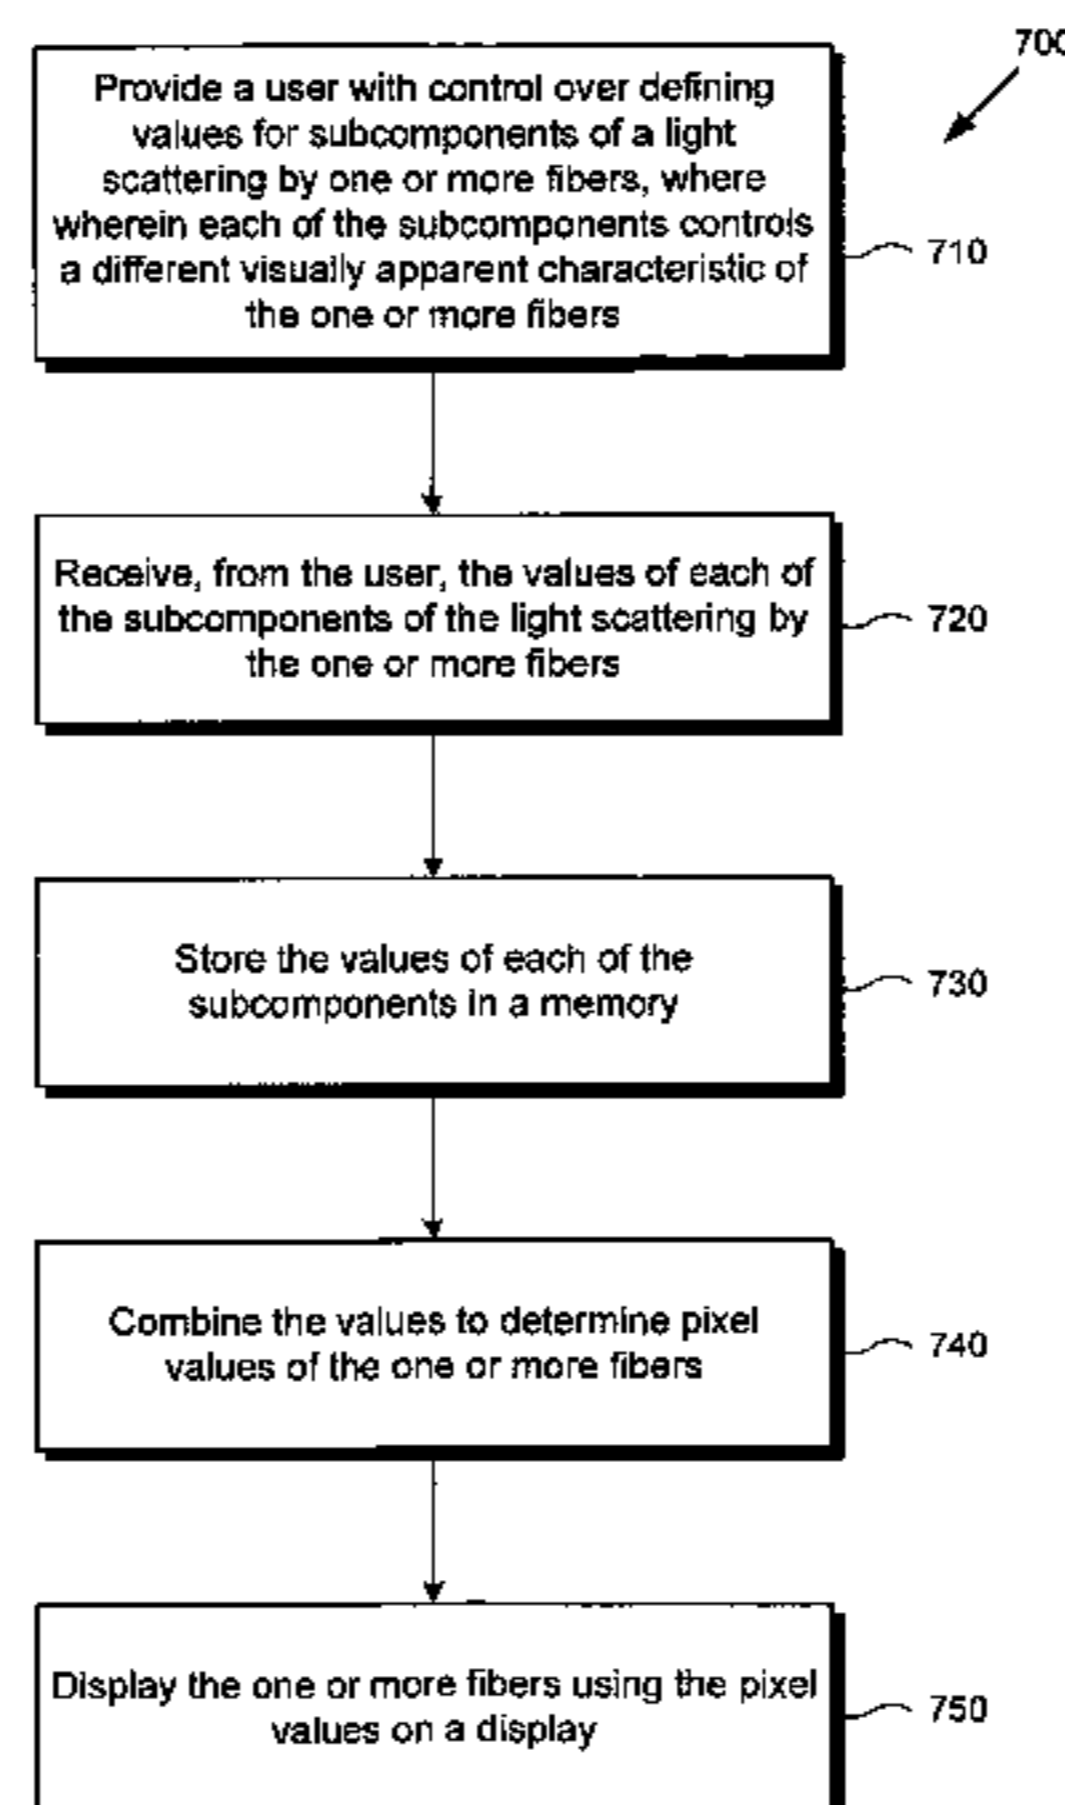 700
Provide a user with control over defining
values for subcomponents of a light
scattering by one or more fibers, where
wherein each of the subcomponents controls
a different visually apparent characteristic of
the one or more fibers
710
Receive, from the user, the values of each of
the subcomponents of the light scattering by
the one or more fibers
720
Store the values of each of the
subcomponents in a memory
730
Combine the values to determine pixel
values of the one or more fibers
740
Display the one or more fibers using the pixel
values on a display
750